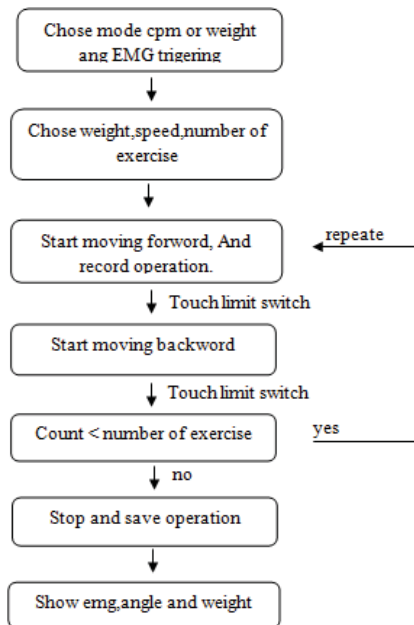 Chose mode cpm or weight
ang EMG trigering
Chose weight,speed,number of
exercise
Start moving forword, And
record operation.
repeate
Touch limit switch
Start moving backword
Touch limit switch
Count < number of exercise
yes
no
Stop and save operation
Show emg,angle and weight